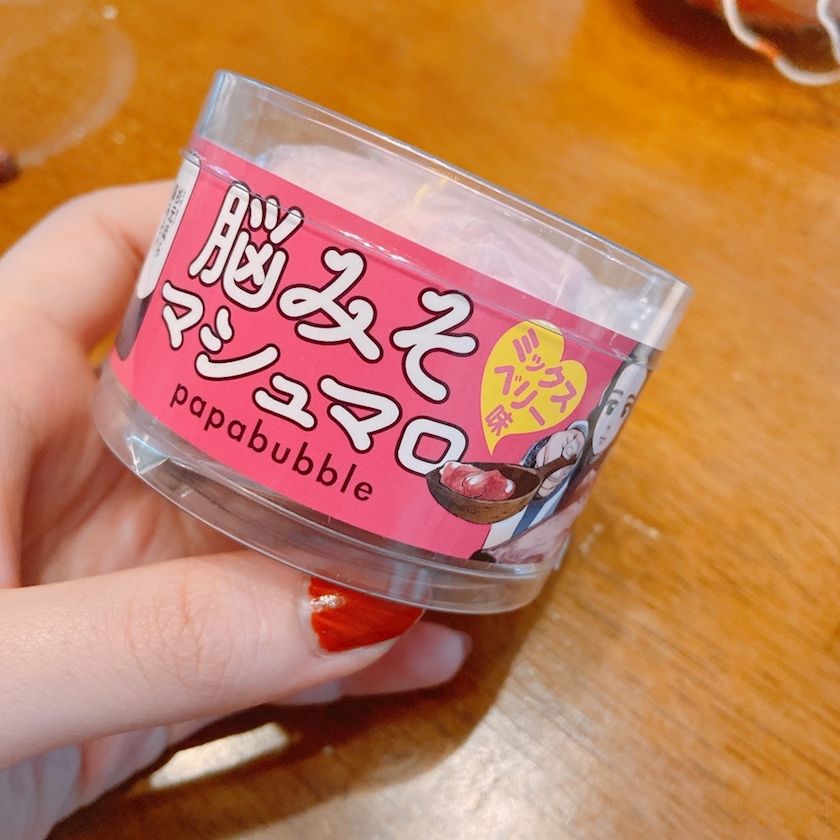 脳みそ
マシュマロ
papabubble
ミックス
ベリー
味